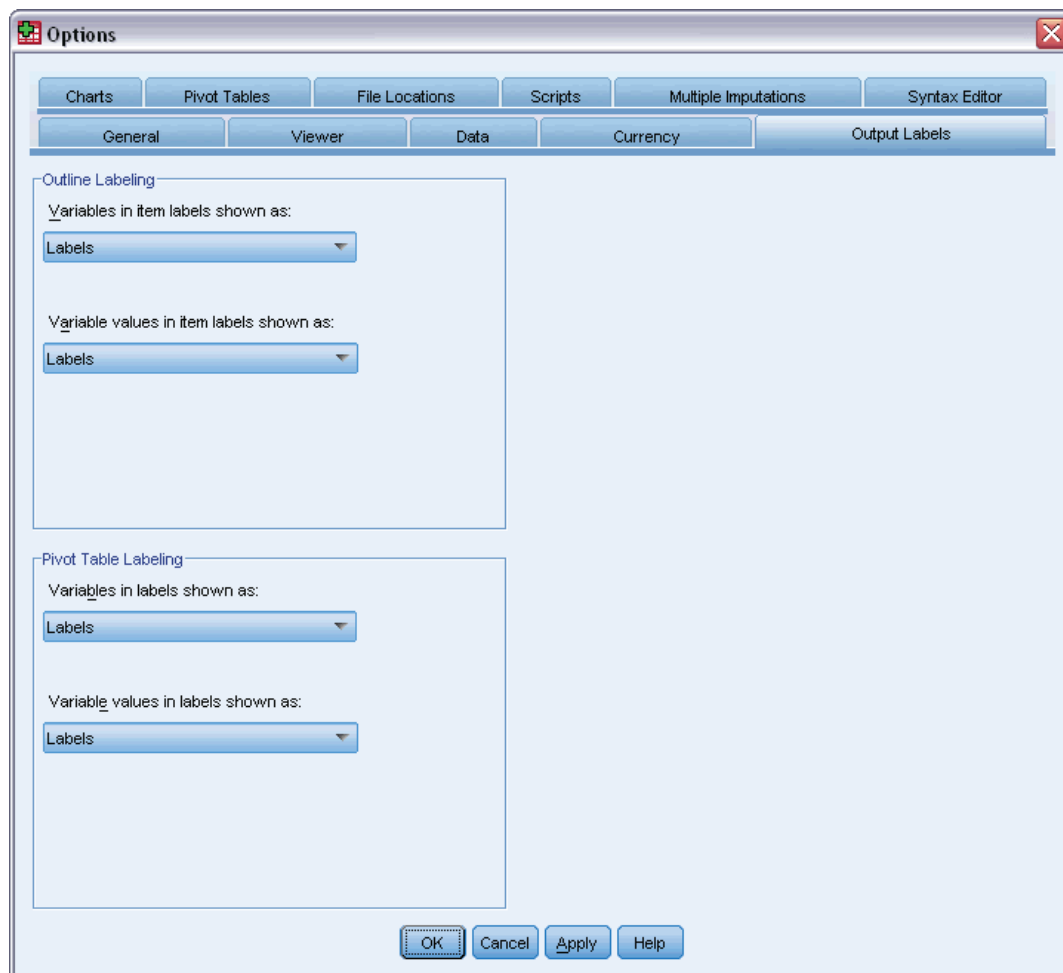 Options
Charts Pivot Tables File Locations Scripts Multiple Imputations Syntax Editor
General Viewer Data Currency Output Labels
Outline Labeling
Variables in item labels shown as:
Labels
Variable values in item labels shown as:
Labels
Pivot Table Labeling
Variables in labels shown as:
Labels
Variable values in labels shown as:
Labels
OK Cancel Apply Help